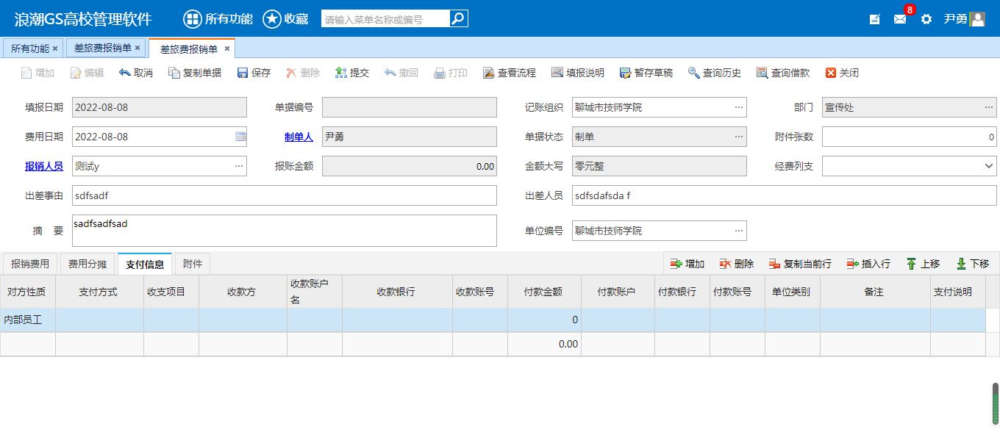 浪潮GS高校管理软件 所有功能 收藏 请输入菜单名称或编号 8 尹勇
所有功能 × 差旅费报销单 × 差旅费报销单 ×
增加 编辑 取消 复制单据 保存 删除 提交 撤回 打印 查看流程 填报说明 暂存草稿 查询历史 查询借款 关闭
填报日期 2022-08-08 单据编号 记账组织 聊城市技师学院 ... 部门 宣传处 ...
费用日期 2022-08-08 制单人 尹勇 单据状态 制单 ... 附件张数 0
报销人员 测试y ... 报账金额 0.00 金额大写 零元整 经费列支
出差事由 sdfsadf 出差人员 sdfsdafsda f
摘 要 sadfsadfsad 单位编号 聊城市技师学院 ...
报销费用 费用分摊 支付信息 附件 增加 删除 复制当前行 插入行 上移 下移
对方性质 支付方式 收支项目 收款方 收款账户名 收款银行 收款账号 付款金额 付款账户 付款银行 付款账号 单位类别 备注 支付说明
内部员工 0
0.00